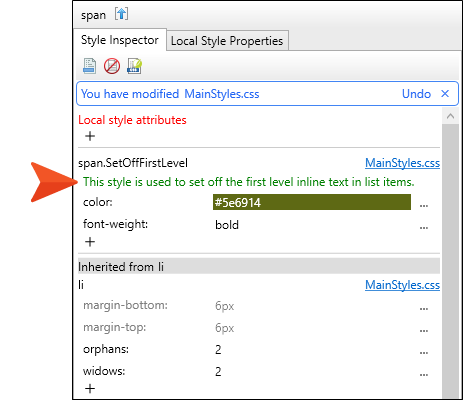 span
Style Inspector Local Style Properties
You have modified MainStyles.css Undo ×
Local style attributes
+
span.SetOffFirstLevel MainStyles.css
This style is used to set off the first level inline text in list items.
color: #5e6914 ...
font-weight: bold ...
+
Inherited from li
li MainStyles.css
margin-bottom: 6px ...
margin-top: 6px ...
orphans: 2 ...
widows: 2 ...
+